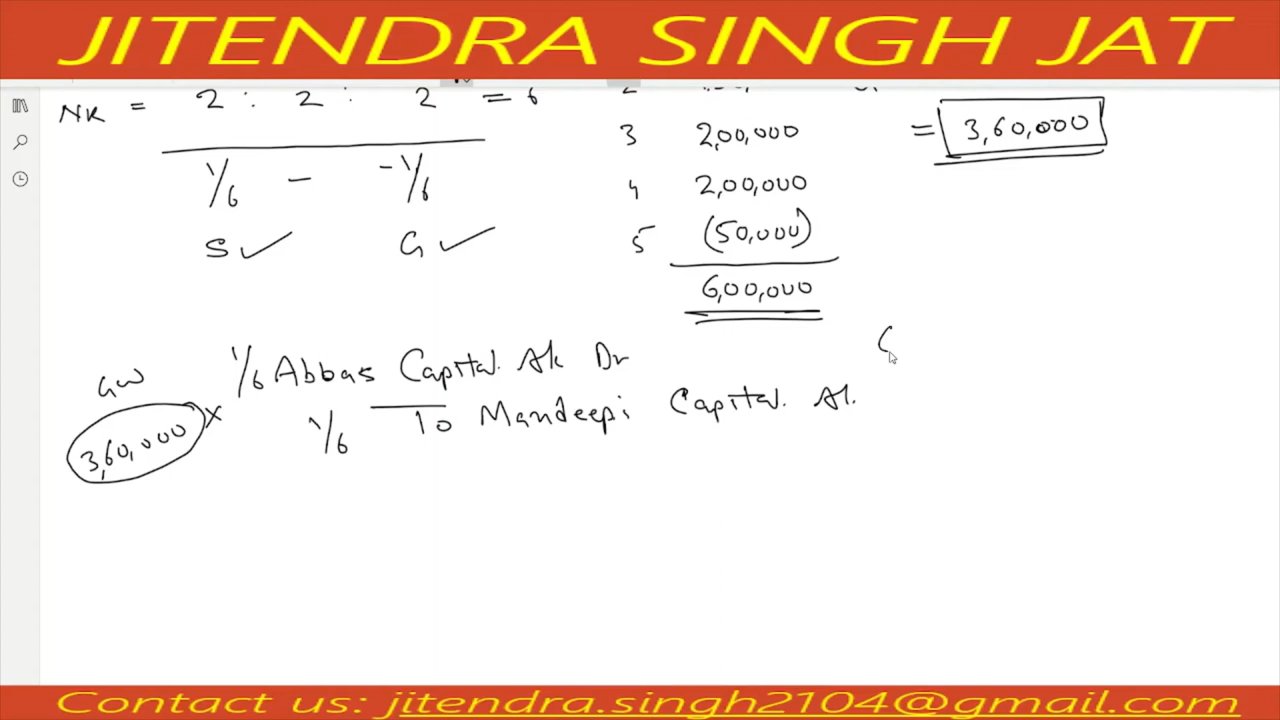 JITENDRA SINGH JAT
NR = 2 : 2 : 2 = 6
1/6 - -1/6
S ✓ G ✓
3 2,00,000
4 2,00,000
5 (50,000)
6,00,000
= 3,60,000
GW
3,60,000 ×
1/6 Abbas Capital. A/c Dr
1/6 To Mandeepi Capital. A/c.
(
Contact us: jitendra.singh2104@gmail.com